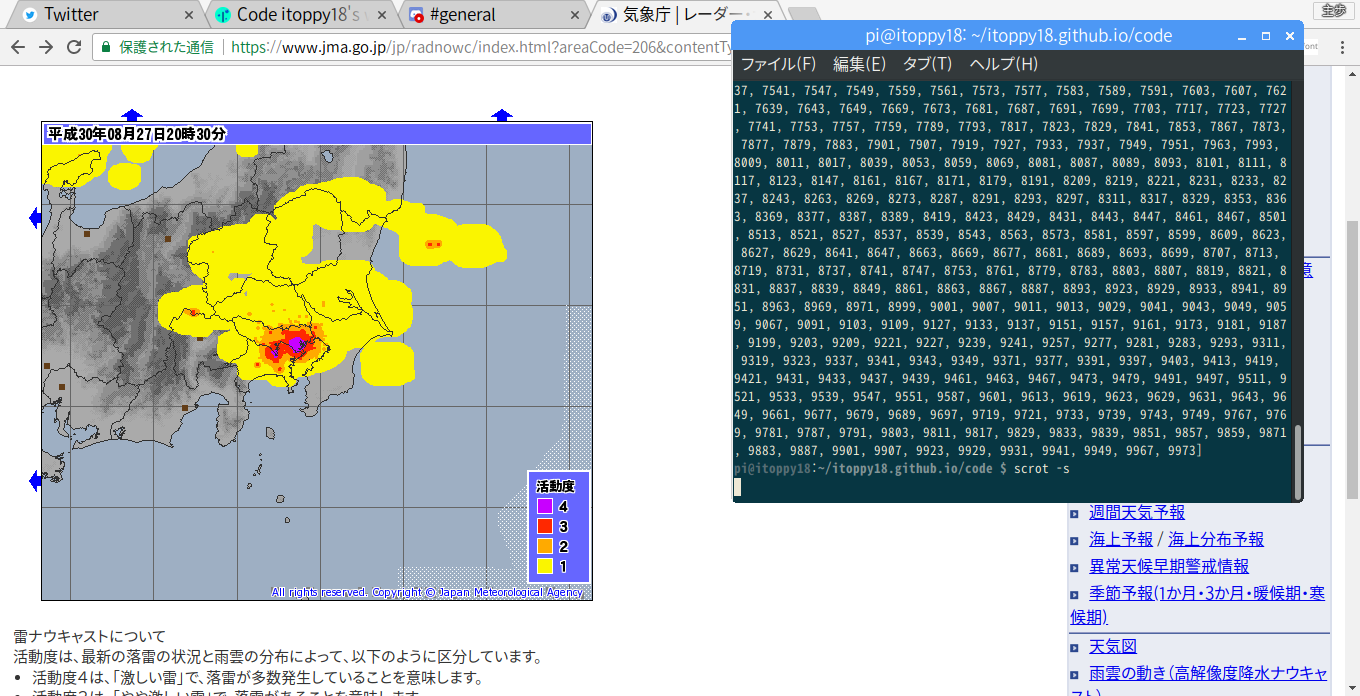 Twitter
Code itoppy18's
#general
気象庁 | レーダー・
主歩
保護された通信
https://www.jma.go.jp/jp/radnowc/index.html?areaCode=206&contentTy
pi@itoppy18: ~/itoppy18.github.io/code
ファイル(F) 編集(E) タブ(T) ヘルプ(H)
37, 7541, 7547, 7549, 7559, 7561, 7573, 7577, 7583, 7589, 7591, 7603, 7607, 762
1, 7639, 7643, 7649, 7669, 7673, 7681, 7687, 7691, 7699, 7703, 7717, 7723, 7727
, 7741, 7753, 7757, 7759, 7789, 7793, 7817, 7823, 7829, 7841, 7853, 7867, 7873,
7877, 7879, 7883, 7901, 7907, 7919, 7927, 7933, 7937, 7949, 7951, 7963, 7993,
8009, 8011, 8017, 8039, 8053, 8059, 8069, 8081, 8087, 8089, 8093, 8101, 8111, 8
117, 8123, 8147, 8161, 8167, 8171, 8179, 8191, 8209, 8219, 8221, 8231, 8233, 82
37, 8243, 8263, 8269, 8273, 8287, 8291, 8293, 8297, 8311, 8317, 8329, 8353, 836
3, 8369, 8377, 8387, 8389, 8419, 8423, 8429, 8431, 8443, 8447, 8461, 8467, 8501
, 8513, 8521, 8527, 8537, 8539, 8543, 8563, 8573, 8581, 8597, 8599, 8609, 8623,
8627, 8629, 8641, 8647, 8663, 8669, 8677, 8681, 8689, 8693, 8699, 8707, 8713,
8719, 8731, 8737, 8741, 8747, 8753, 8761, 8779, 8783, 8803, 8807, 8819, 8821, 8
831, 8837, 8839, 8849, 8861, 8863, 8867, 8887, 8893, 8923, 8929, 8933, 8941, 89
51, 8963, 8969, 8971, 8999, 9001, 9007, 9011, 9013, 9029, 9041, 9043, 9049, 905
9, 9067, 9091, 9103, 9109, 9127, 9133, 9137, 9151, 9157, 9161, 9173, 9181, 9187
, 9199, 9203, 9209, 9221, 9227, 9239, 9241, 9257, 9277, 9281, 9283, 9293, 9311,
9319, 9323, 9337, 9341, 9343, 9349, 9371, 9377, 9391, 9397, 9403, 9413, 9419,
9421, 9431, 9433, 9437, 9439, 9461, 9463, 9467, 9473, 9479, 9491, 9497, 9511, 9
521, 9533, 9539, 9547, 9551, 9587, 9601, 9613, 9619, 9623, 9629, 9631, 9643, 96
49, 9661, 9677, 9679, 9689, 9697, 9719, 9721, 9733, 9739, 9743, 9749, 9767, 976
9, 9781, 9787, 9791, 9803, 9811, 9817, 9829, 9833, 9839, 9851, 9857, 9859, 9871
, 9883, 9887, 9901, 9907, 9923, 9929, 9931, 9941, 9949, 9967, 9973]
pi@itoppy18:~/itoppy18.github.io/code $ scrot -s
平成30年08月27日20時30分
活動度
4
3
2
1
All rights reserved. Copyright © Japan Meteorological Agency
雷ナウキャストについて
活動度は、最新の落雷の状況と雨雲の分布によって、以下のように区分しています。
• 活動度４は、「激しい雷」で、落雷が多数発生していることを意味します。
• 活動度３は、「やや激しい雷」で、落雷があることを意味します。
意
週間天気予報
海上予報 / 海上分布予報
異常天候早期警戒情報
季節予報(1か月・3か月・暖候期・寒
候期)
天気図
雨雲の動き(高解像度降水ナウキャ
スト)